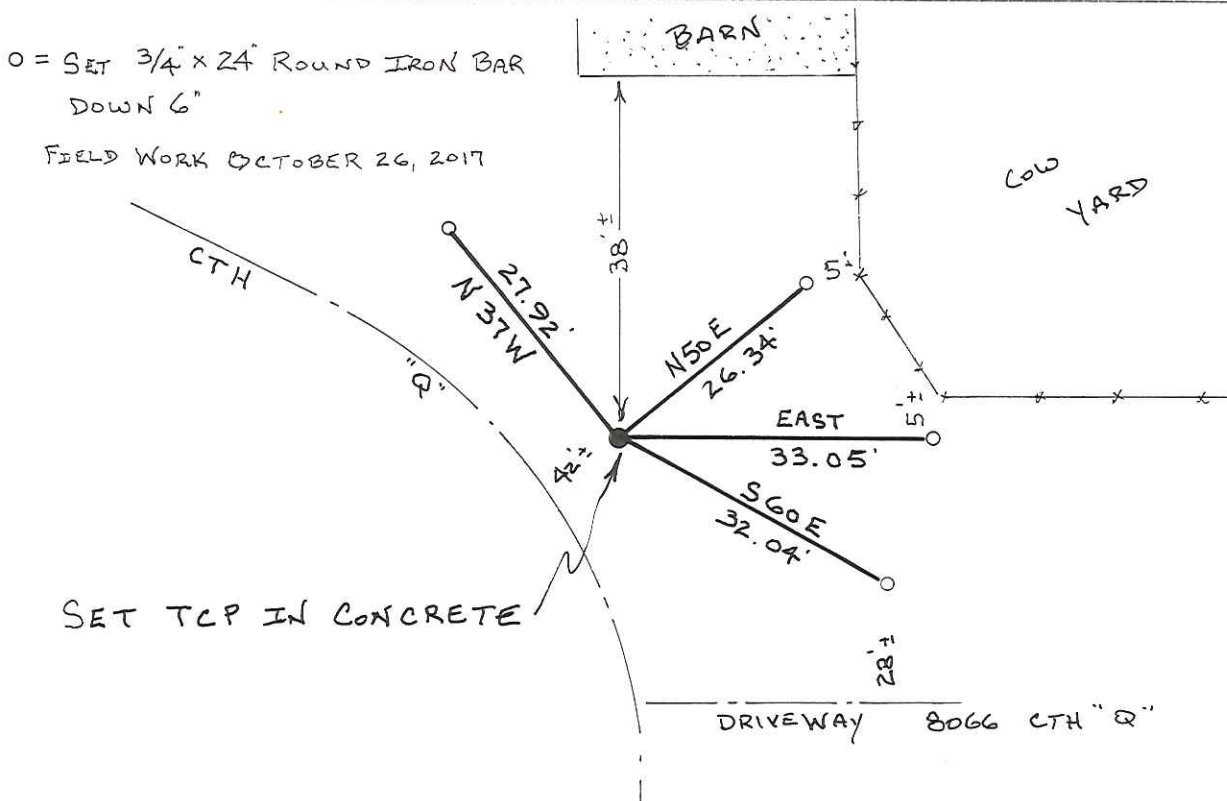 BARN
O = SET 3/4" x 24" ROUND IRON BAR
DOWN 6"
FIELD WORK OCTOBER 26, 2017
COW
YARD
CTH
"Q"
38'±
27.92'
N 37 W
5'±
N50E
26.34'
5'±
EAST
33.05'
42'±
S60E
32.04'
SET TCP IN CONCRETE
28'±
DRIVEWAY 8066 CTH "Q"